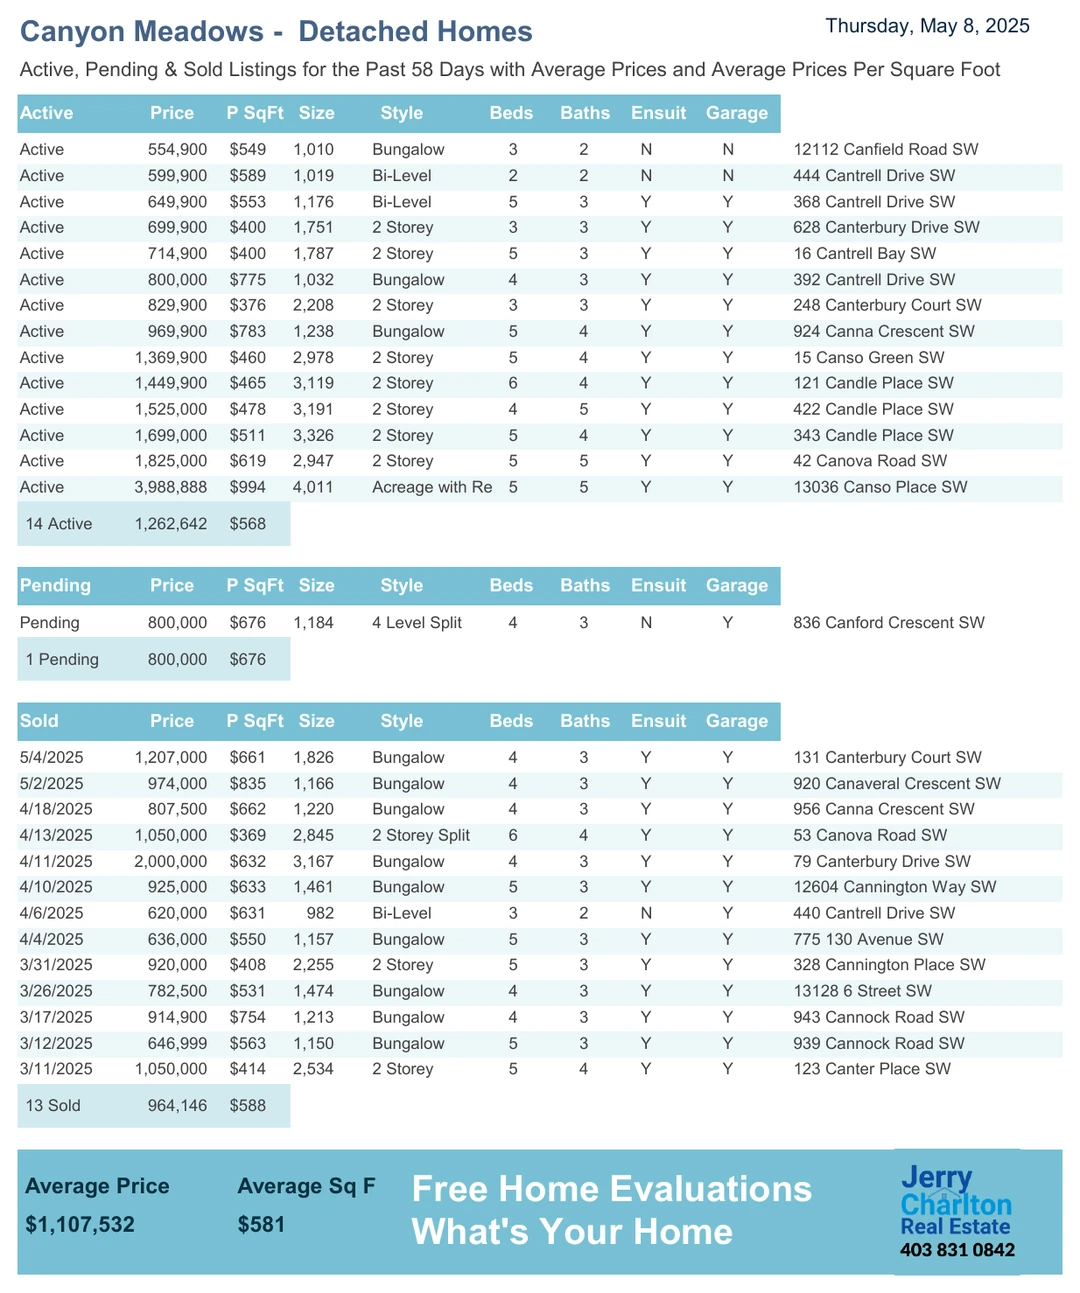 Canyon Meadows - Detached Homes
Thursday, May 8, 2025
Active, Pending & Sold Listings for the Past 58 Days with Average Prices and Average Prices Per Square Foot
Active Price P SqFt Size Style Beds Baths Ensuit Garage
Active 554,900 $549 1,010 Bungalow 3 2 N N 12112 Canfield Road SW
Active 599,900 $589 1,019 Bi-Level 2 2 N N 444 Cantrell Drive SW
Active 649,900 $553 1,176 Bi-Level 5 3 Y Y 368 Cantrell Drive SW
Active 699,900 $400 1,751 2 Storey 3 3 Y Y 628 Canterbury Drive SW
Active 714,900 $400 1,787 2 Storey 5 3 Y Y 16 Cantrell Bay SW
Active 800,000 $775 1,032 Bungalow 4 3 Y Y 392 Cantrell Drive SW
Active 829,900 $376 2,208 2 Storey 3 3 Y Y 248 Canterbury Court SW
Active 969,900 $783 1,238 Bungalow 5 4 Y Y 924 Canna Crescent SW
Active 1,369,900 $460 2,978 2 Storey 5 4 Y Y 15 Canso Green SW
Active 1,449,900 $465 3,119 2 Storey 6 4 Y Y 121 Candle Place SW
Active 1,525,000 $478 3,191 2 Storey 4 5 Y Y 422 Candle Place SW
Active 1,699,000 $511 3,326 2 Storey 5 4 Y Y 343 Candle Place SW
Active 1,825,000 $619 2,947 2 Storey 5 5 Y Y 42 Canova Road SW
Active 3,988,888 $994 4,011 Acreage with Re 5 5 Y Y 13036 Canso Place SW
14 Active 1,262,642 $568
Pending Price P SqFt Size Style Beds Baths Ensuit Garage
Pending 800,000 $676 1,184 4 Level Split 4 3 N Y 836 Canford Crescent SW
1 Pending 800,000 $676
Sold Price P SqFt Size Style Beds Baths Ensuit Garage
5/4/2025 1,207,000 $661 1,826 Bungalow 4 3 Y Y 131 Canterbury Court SW
5/2/2025 974,000 $835 1,166 Bungalow 4 3 Y Y 920 Canaveral Crescent SW
4/18/2025 807,500 $662 1,220 Bungalow 4 3 Y Y 956 Canna Crescent SW
4/13/2025 1,050,000 $369 2,845 2 Storey Split 6 4 Y Y 53 Canova Road SW
4/11/2025 2,000,000 $632 3,167 Bungalow 4 3 Y Y 79 Canterbury Drive SW
4/10/2025 925,000 $633 1,461 Bungalow 5 3 Y Y 12604 Cannington Way SW
4/6/2025 620,000 $631 982 Bi-Level 3 2 N Y 440 Cantrell Drive SW
4/4/2025 636,000 $550 1,157 Bungalow 5 3 Y Y 775 130 Avenue SW
3/31/2025 920,000 $408 2,255 2 Storey 5 3 Y Y 328 Cannington Place SW
3/26/2025 782,500 $531 1,474 Bungalow 4 3 Y Y 13128 6 Street SW
3/17/2025 914,900 $754 1,213 Bungalow 4 3 Y Y 943 Cannock Road SW
3/12/2025 646,999 $563 1,150 Bungalow 5 3 Y Y 939 Cannock Road SW
3/11/2025 1,050,000 $414 2,534 2 Storey 5 4 Y Y 123 Canter Place SW
13 Sold 964,146 $588
Average Price Average Sq F
$1,107,532 $581
Free Home Evaluations
What's Your Home
Jerry
Charlton
Real Estate
403 831 0842